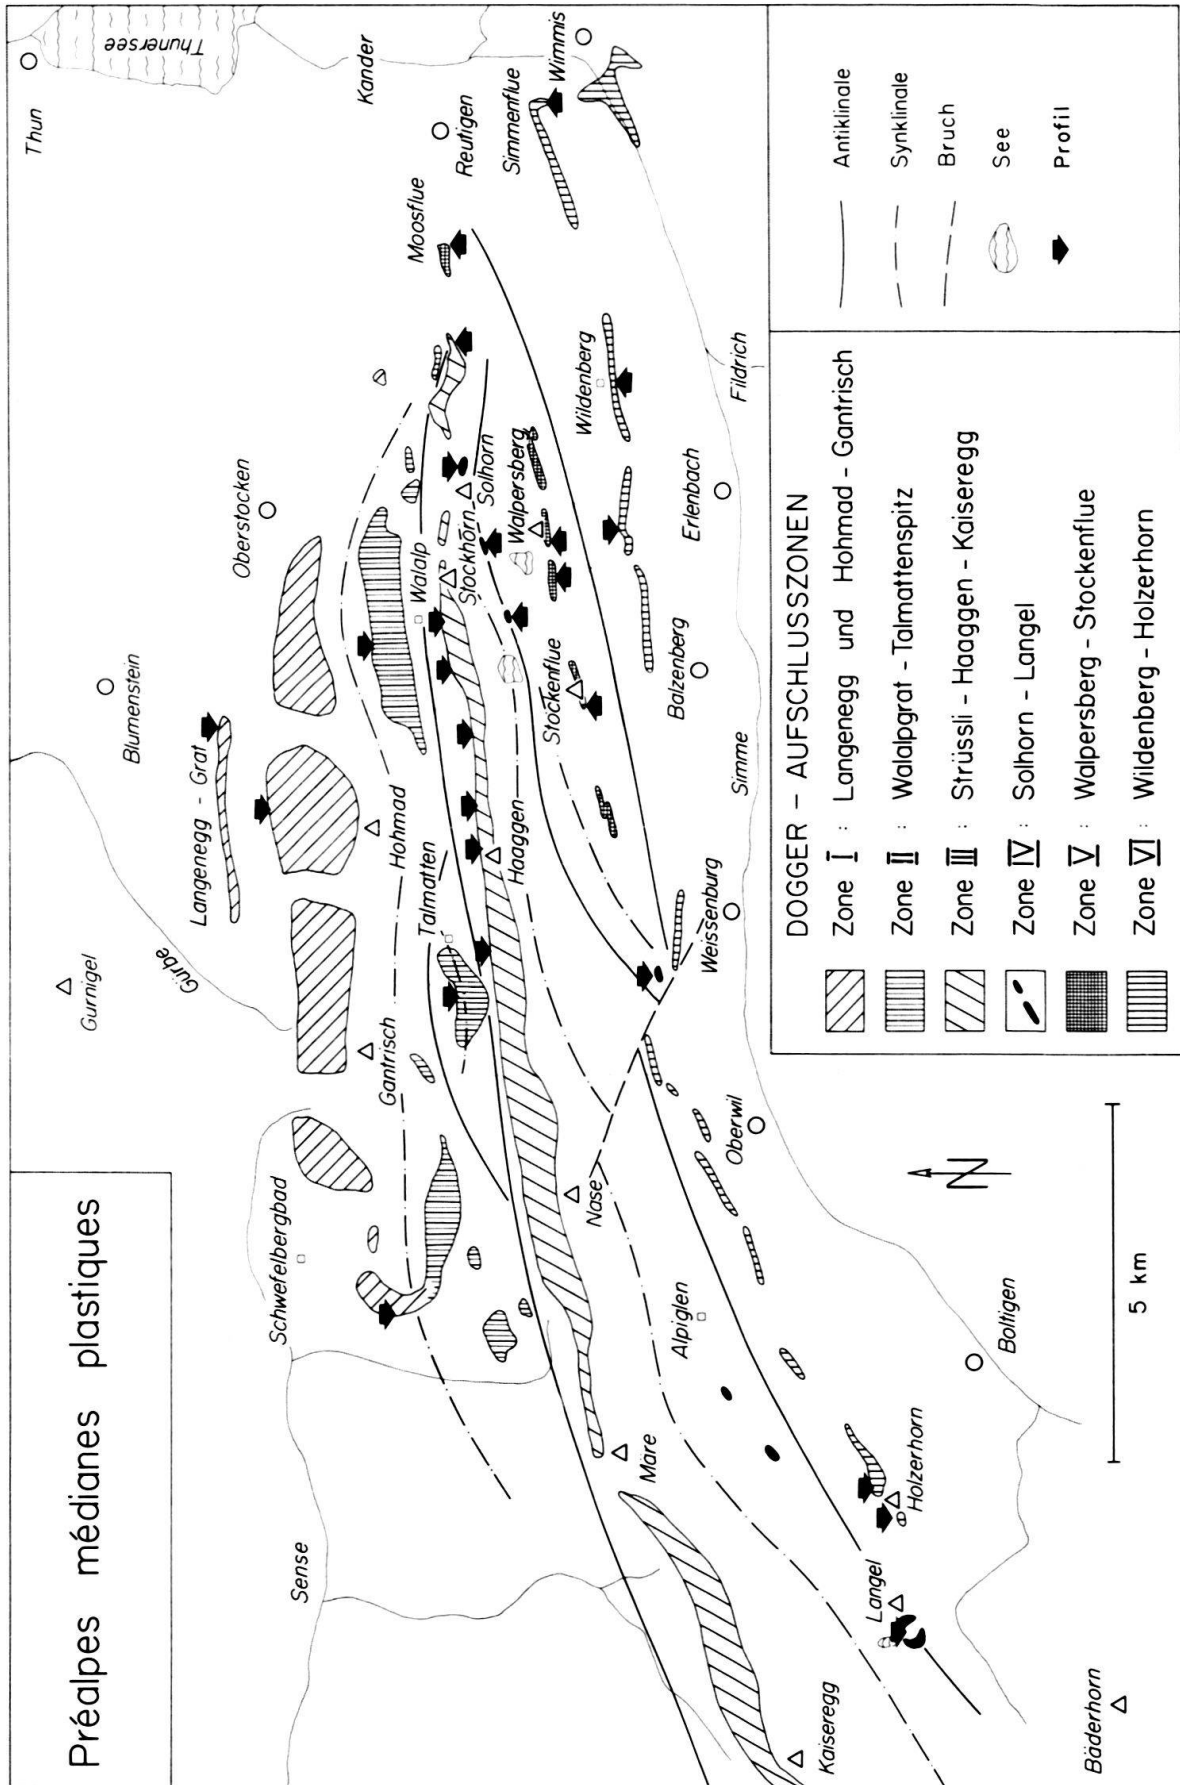 Préalpes médianes plastiques
Thun
Thunersee
Kander
Wimmis
Reutigen
Simmenflue
Moosflue
Gurnigel
Gürbe
Blumenstein
Langenegg - Grat
Oberstocken
Schwefelbergbad
Gantrisch
Hohmad
Talmatten
Walalp
Stockhorn
Solhorn
Walpersberg
Wildenberg
Haaggen
Stockenflue
Sense
Nase
Märe
Alpiglen
Weissenburg
Balzenberg
Erlenbach
Fildrich
Simme
Oberwil
Kaiseregg
Langel
Holzerhorn
Boltigen
Bäderhorn
N
5 km
DOGGER - AUFSCHLUSSZONEN
Zone I : Langenegg und Hohmad - Gantrisch
Zone II : Walalpgrat - Talmattenspitz
Zone III : Strüssli - Haaggen - Kaiseregg
Zone IV : Solhorn - Langel
Zone V : Walpersberg - Stockenflue
Zone VI : Wildenberg - Holzerhorn
Antiklinale
Synklinale
Bruch
See
Profil